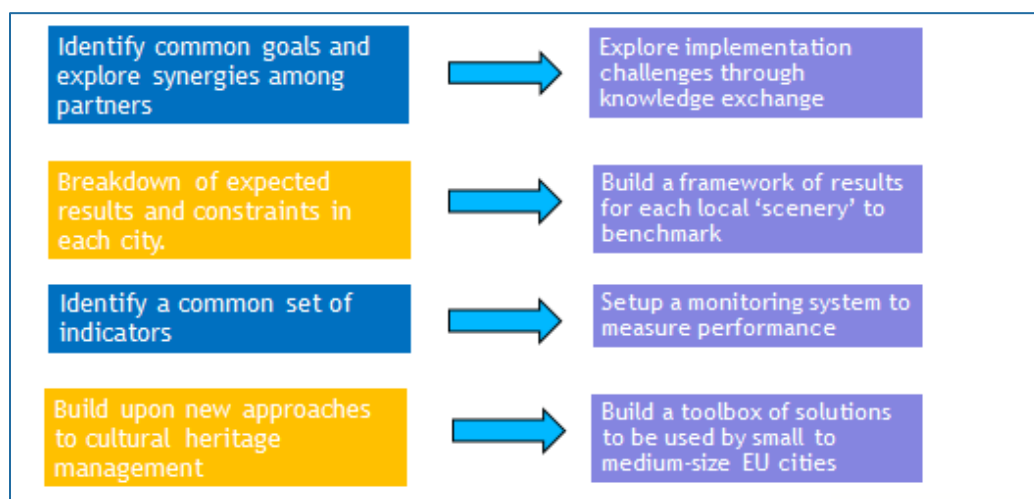 Identify common goals and
explore synergies among
partners
Explore implementation
challenges through
knowledge exchange
Breakdown of expected
results and constraints in
each city.
Build a framework of results
for each local ‘scenery’ to
benchmark
Identify a common set of
indicators
Setup a monitoring system to
measure performance
Build upon new approaches
to cultural heritage
management
Build a toolbox of solutions
to be used by small to
medium-size EU cities